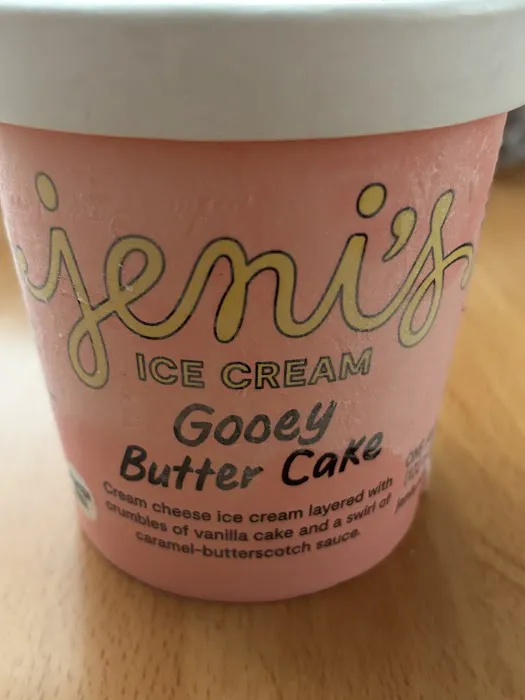 jeni's
ICE CREAM
Gooey
Butter Cake
Cream cheese ice cream layered with
crumbles of vanilla cake and a swirl of
caramel-butterscotch sauce.